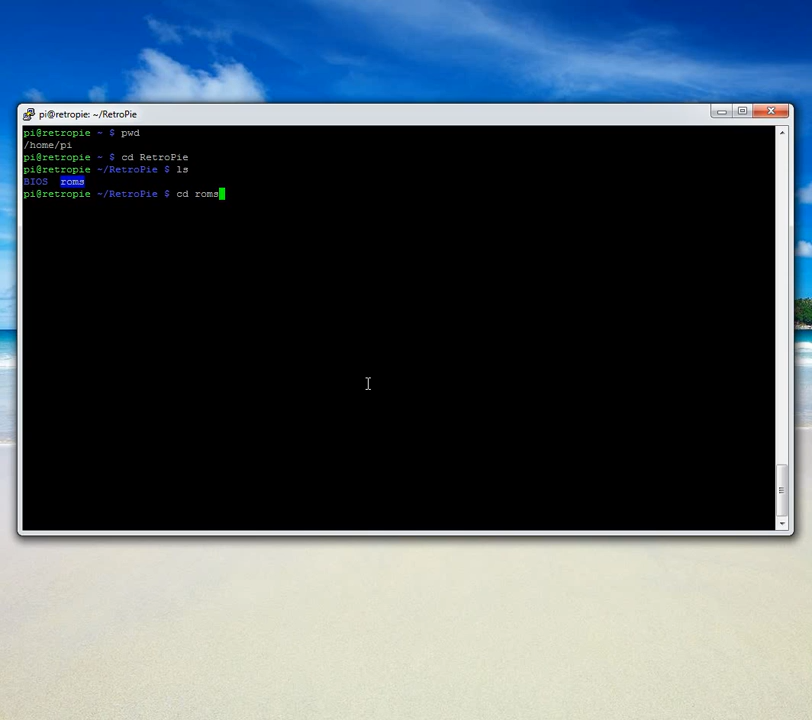 pi@retropie: ~/RetroPie
pi@retropie ~ $ pwd
/home/pi
pi@retropie ~ $ cd RetroPie
pi@retropie ~/RetroPie $ ls
BIOS  roms
pi@retropie ~/RetroPie $ cd roms